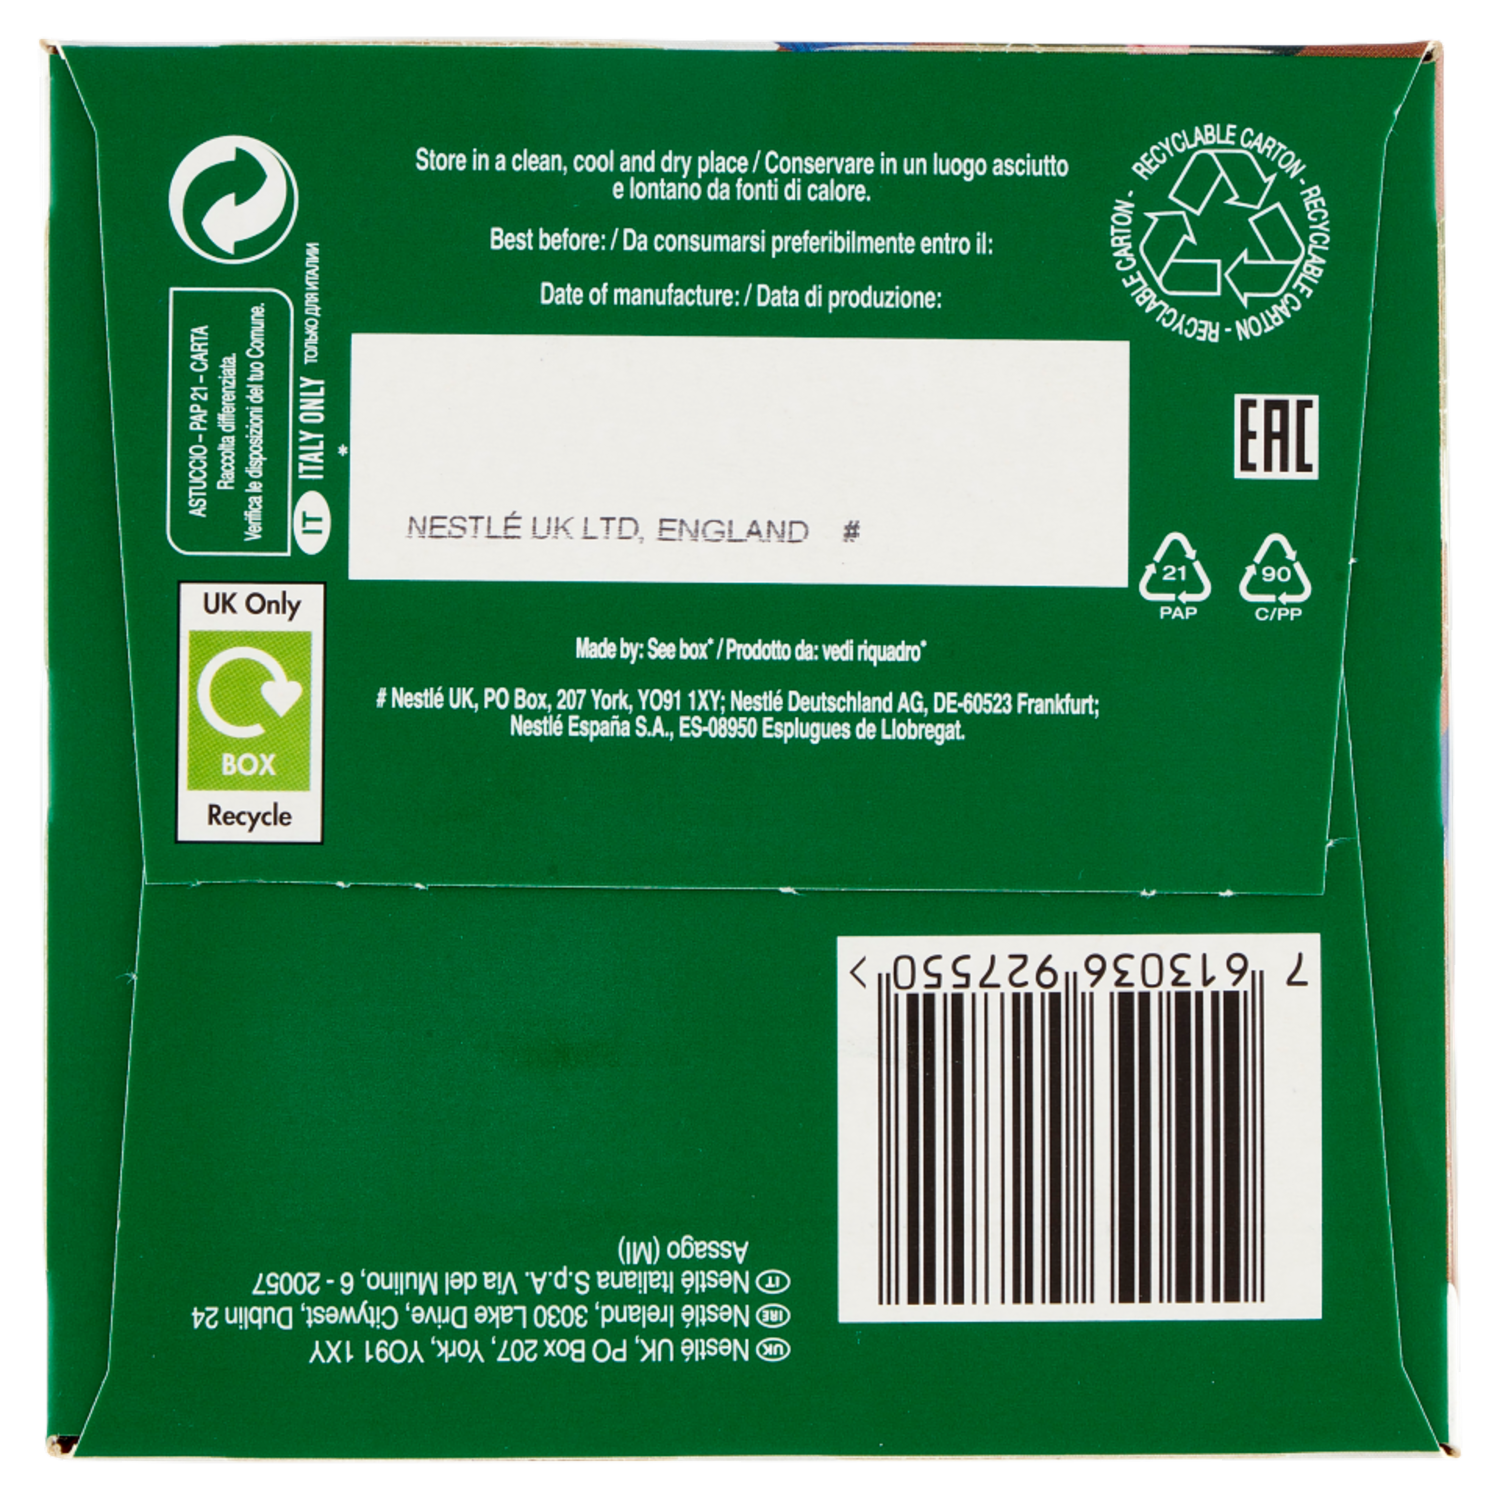 Store in a clean, cool and dry place / Conservare in un luogo asciutto
e lontano da fonti di calore.
Best before: / Da consumarsi preferibilmente entro il:
Date of manufacture: / Data di produzione:
RECYCLABLE CARTON - RECYCLABLE CARTON - RECYCLABLE CARTON -
ASTUCCIO – PAP 21 – CARTA
Raccolta differenziata.
Verifica le disposizioni del tuo Comune.
IT ITALY ONLY ТОЛЬКО ДЛЯ ИТАЛИИ
*
EAC
NESTLÉ UK LTD, ENGLAND #
21
PAP
90
C/PP
UK Only
BOX
Recycle
Made by: See box* / Prodotto da: vedi riquadro*
# Nestlé UK, PO Box, 207 York, YO91 1XY; Nestlé Deutschland AG, DE-60523 Frankfurt;
Nestlé España S.A., ES-08950 Esplugues de Llobregat.
7 613036 927550 >
UK Nestlé UK, PO Box 207, York, YO91 1XY
IRE Nestlé Ireland, 3030 Lake Drive, Citywest, Dublin 24
IT Nestlé Italiana S.p.A. Via del Mulino, 6 - 20057
Assago (MI)